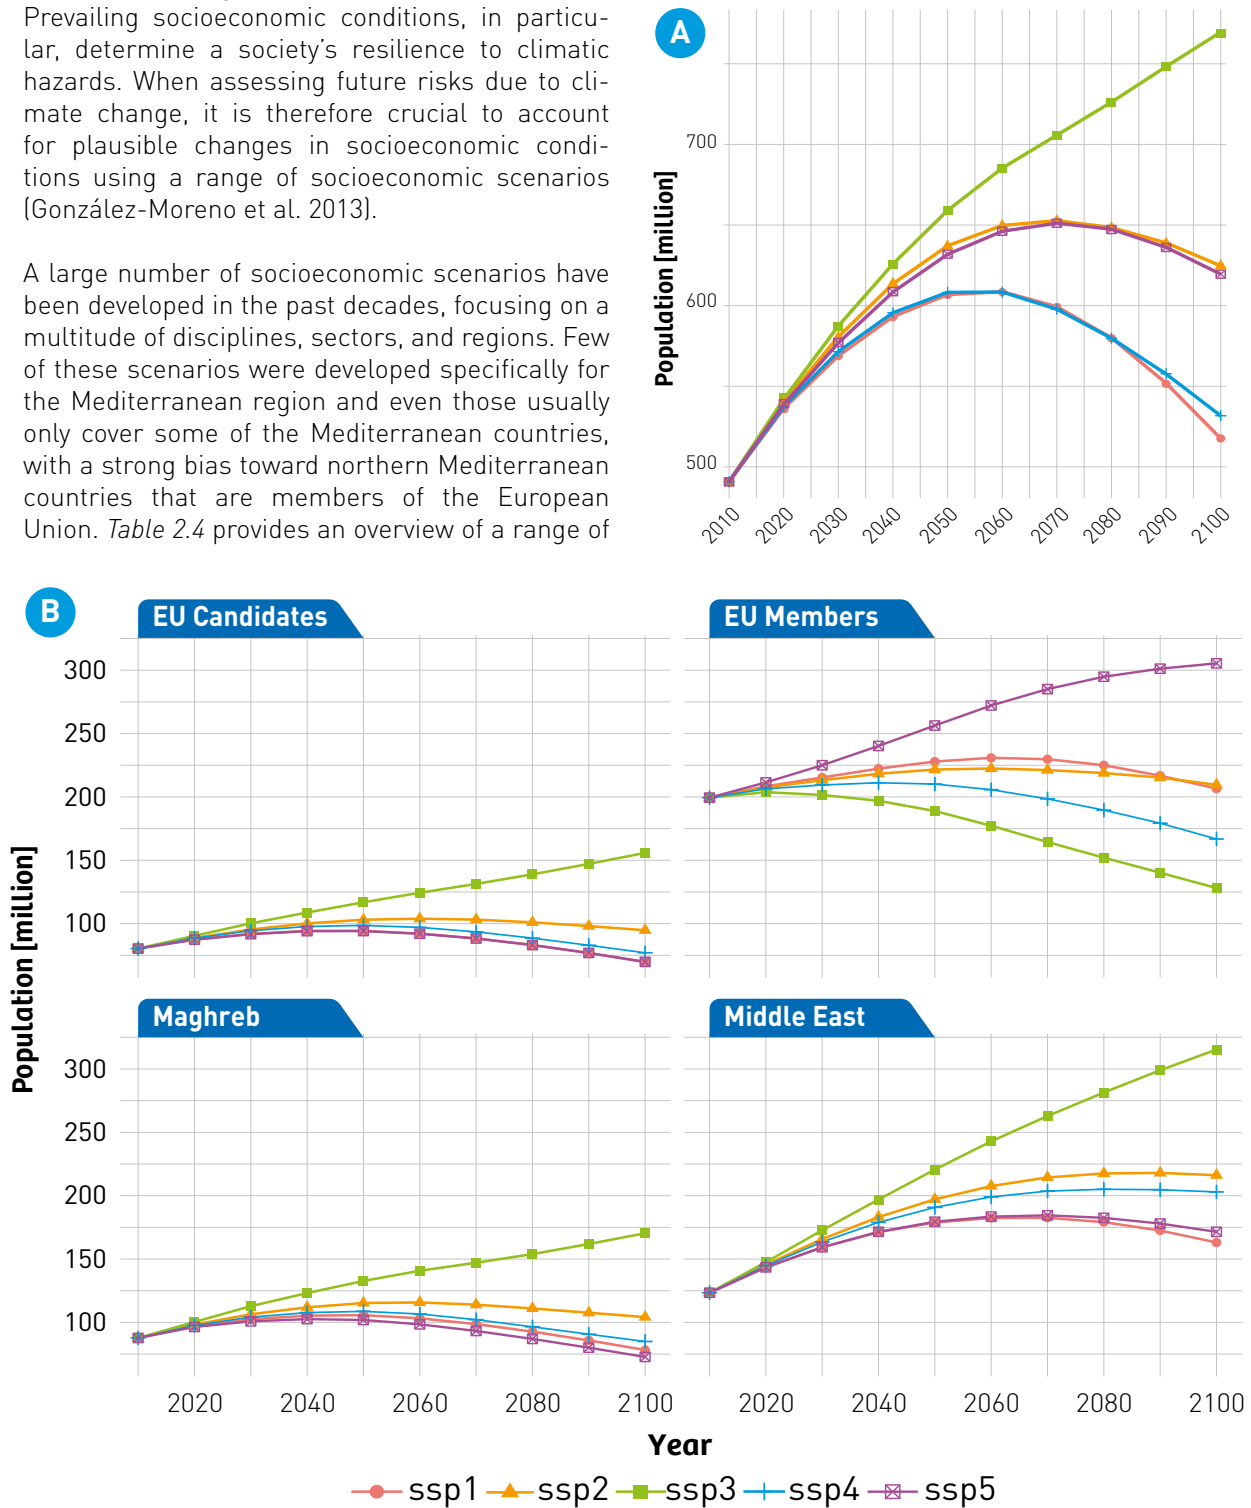 Prevailing socioeconomic conditions, in particu-
lar, determine a society's resilience to climatic
hazards. When assessing future risks due to cli-
mate change, it is therefore crucial to account
for plausible changes in socioeconomic condi-
tions using a range of socioeconomic scenarios
(González-Moreno et al. 2013).
A large number of socioeconomic scenarios have
been developed in the past decades, focusing on a
multitude of disciplines, sectors, and regions. Few
of these scenarios were developed specifically for
the Mediterranean region and even those usually
only cover some of the Mediterranean countries,
with a strong bias toward northern Mediterranean
countries that are members of the European
Union. Table 2.4 provides an overview of a range of
A
Population [million]
700
600
500
2010 2020 2030 2040 2050 2060 2070 2080 2090 2100
B
EU Candidates
EU Members
300
250
200
150
100
Population [million]
Maghreb
Middle East
300
250
200
150
100
2020 2040 2060 2080 2100
2020 2040 2060 2080 2100
Year
ssp1 ssp2 ssp3 ssp4 ssp5